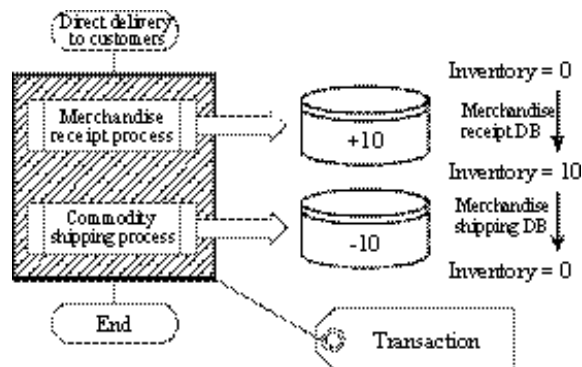 Direct delivery
to customers
Inventory = 0
Merchandise
receipt process
+10
Merchandise
receipt DB
Inventory = 10
Commodity
shipping process
-10
Merchandise
shipping DB
Inventory = 0
End
Transaction